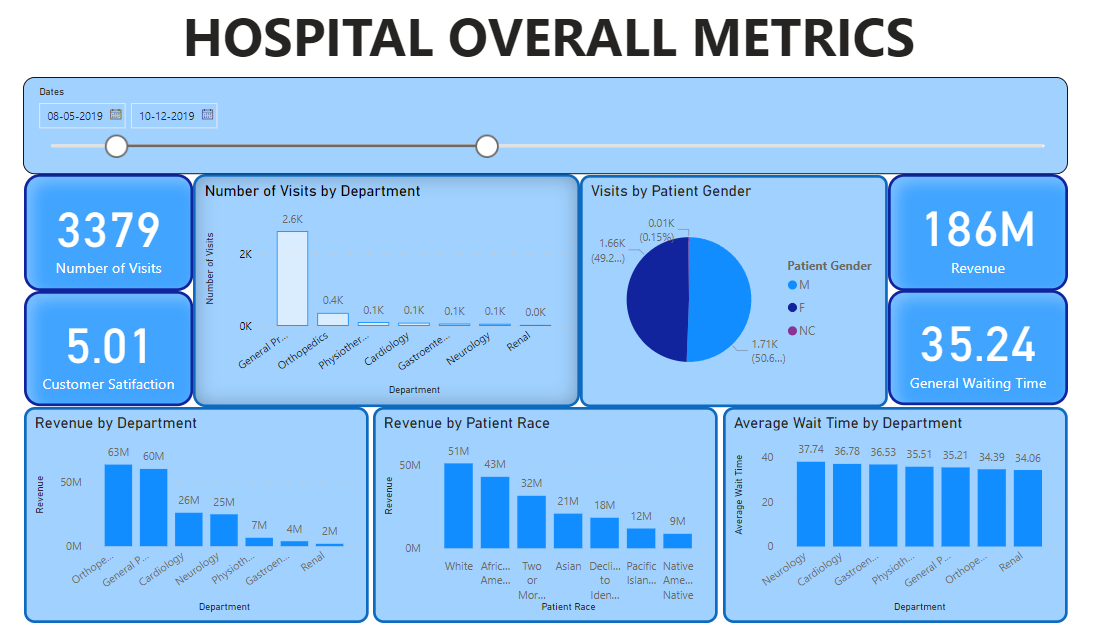 HOSPITAL OVERALL METRICS
Dates
08-05-2019
10-12-2019
3379
Number of Visits
5.01
Customer Satifaction
Number of Visits by Department
Number of Visits
2K
0K
2.6K
0.4K
0.1K
0.1K
0.1K
0.1K
0.0K
General Pr...
Orthopedics
Physiother...
Cardiology
Gastroente...
Neurology
Renal
Department
Visits by Patient Gender
0.01K
(0.15%)
1.66K
(49.2...)
1.71K
(50.6...)
Patient Gender
M
F
NC
186M
Revenue
35.24
General Waiting Time
Revenue by Department
Revenue
50M
0M
63M
60M
26M
25M
7M
4M
2M
Orthope...
General P...
Cardiology
Neurology
Physioth...
Gastroen...
Renal
Department
Revenue by Patient Race
Revenue
50M
0M
51M
43M
32M
21M
18M
12M
9M
White
Afric...
Ame...
Two
or
Mor...
Asian
Decli...
to
Iden...
Pacific
Islan...
Native
Ame...
Native
Patient Race
Average Wait Time by Department
Average Wait Time
40
20
0
37.74
36.78
36.53
35.51
35.21
34.39
34.06
Neurology
Cardiology
Gastroen...
Physioth...
General P...
Orthope...
Renal
Department